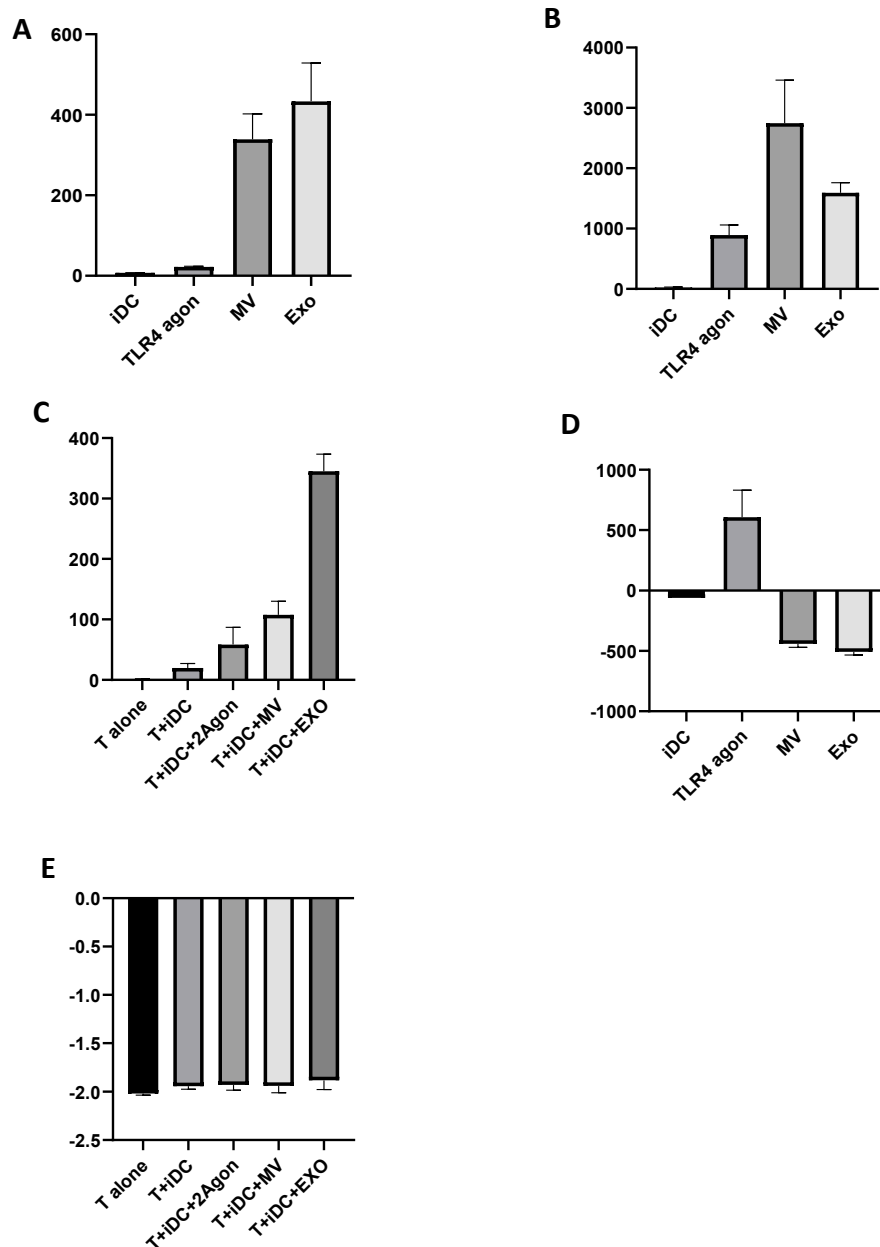 A
600
400
200
0
iDC
TLR4 agon
MV
Exo
B
4000
3000
2000
1000
0
iDC
TLR4 agon
MV
Exo
C
400
300
200
100
0
T alone
T+iDC
T+iDC+2Agon
T+iDC+MV
T+iDC+EXO
D
1000
500
0
-500
-1000
iDC
TLR4 agon
MV
Exo
E
0.0
-0.5
-1.0
-1.5
-2.0
-2.5
T alone
T+iDC
T+iDC+2Agon
T+iDC+MV
T+iDC+EXO